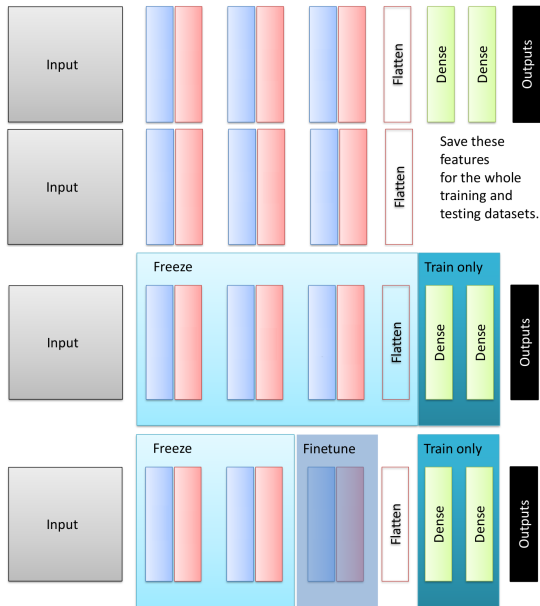 Input
Flatten
Dense
Dense
Outputs
Input
Flatten
Save these
features
for the whole
training and
testing datasets.
Freeze
Train only
Input
Flatten
Dense
Dense
Outputs
Freeze
Finetune
Train only
Input
Flatten
Dense
Dense
Outputs